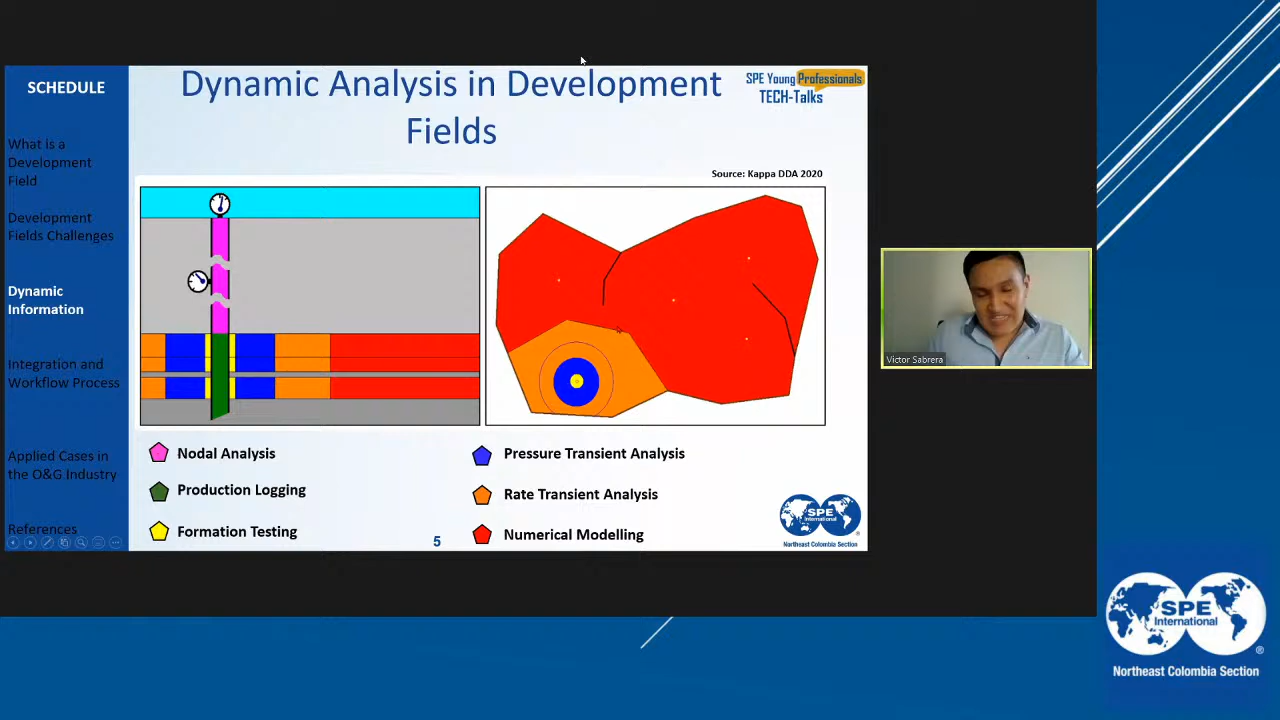 SCHEDULE
What is a
Development
Field
Development
Fields Challenges
Dynamic
Information
Integration and
Workflow Process
Applied Cases in
the O&G Industry
References
Dynamic Analysis in Development
Fields
SPE Young Professionals
TECH-Talks
Source: Kappa DDA 2020
Nodal Analysis
Production Logging
Formation Testing
Pressure Transient Analysis
Rate Transient Analysis
Numerical Modelling
5
SPE
International
®
Northeast Colombia Section
Victor Sabrera
SPE
International
®
Northeast Colombia Section